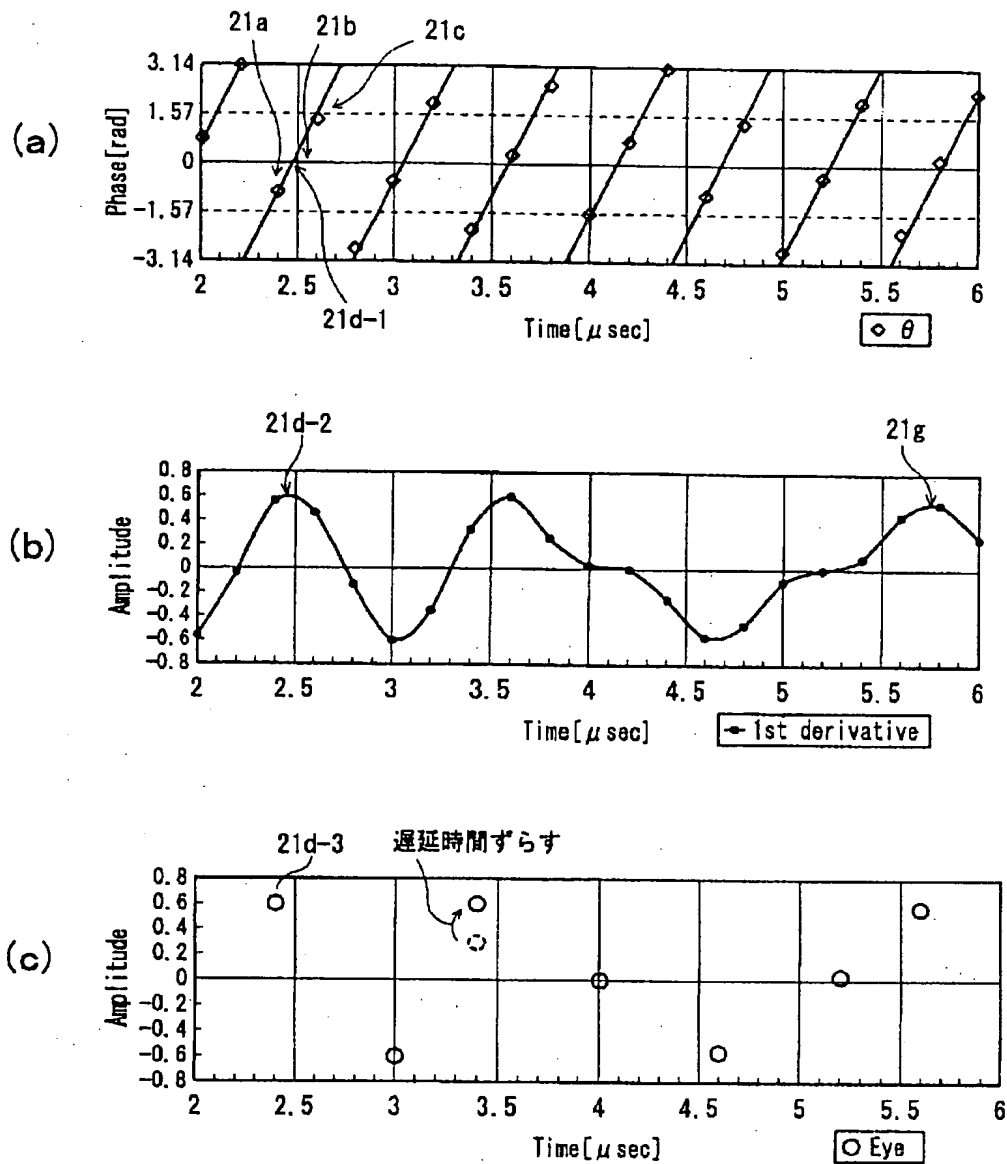 21a 21b 21c
(a)
Phase[rad]
3.14
1.57
0
-1.57
-3.14
2 2.5 3 3.5 4 4.5 5 5.5 6
21d-1
Time[μsec]
◇ θ
21d-2 21g
(b)
Amplitude
0.8
0.6
0.4
0.2
0
-0.2
-0.4
-0.6
-0.8
2 2.5 3 3.5 4 4.5 5 5.5 6
Time[μsec]
1st derivative
21d-3 遅延時間ずらす
(c)
Amplitude
0.8
0.6
0.4
0.2
0
-0.2
-0.4
-0.6
-0.8
2 2.5 3 3.5 4 4.5 5 5.5 6
Time[μsec]
○ Eye